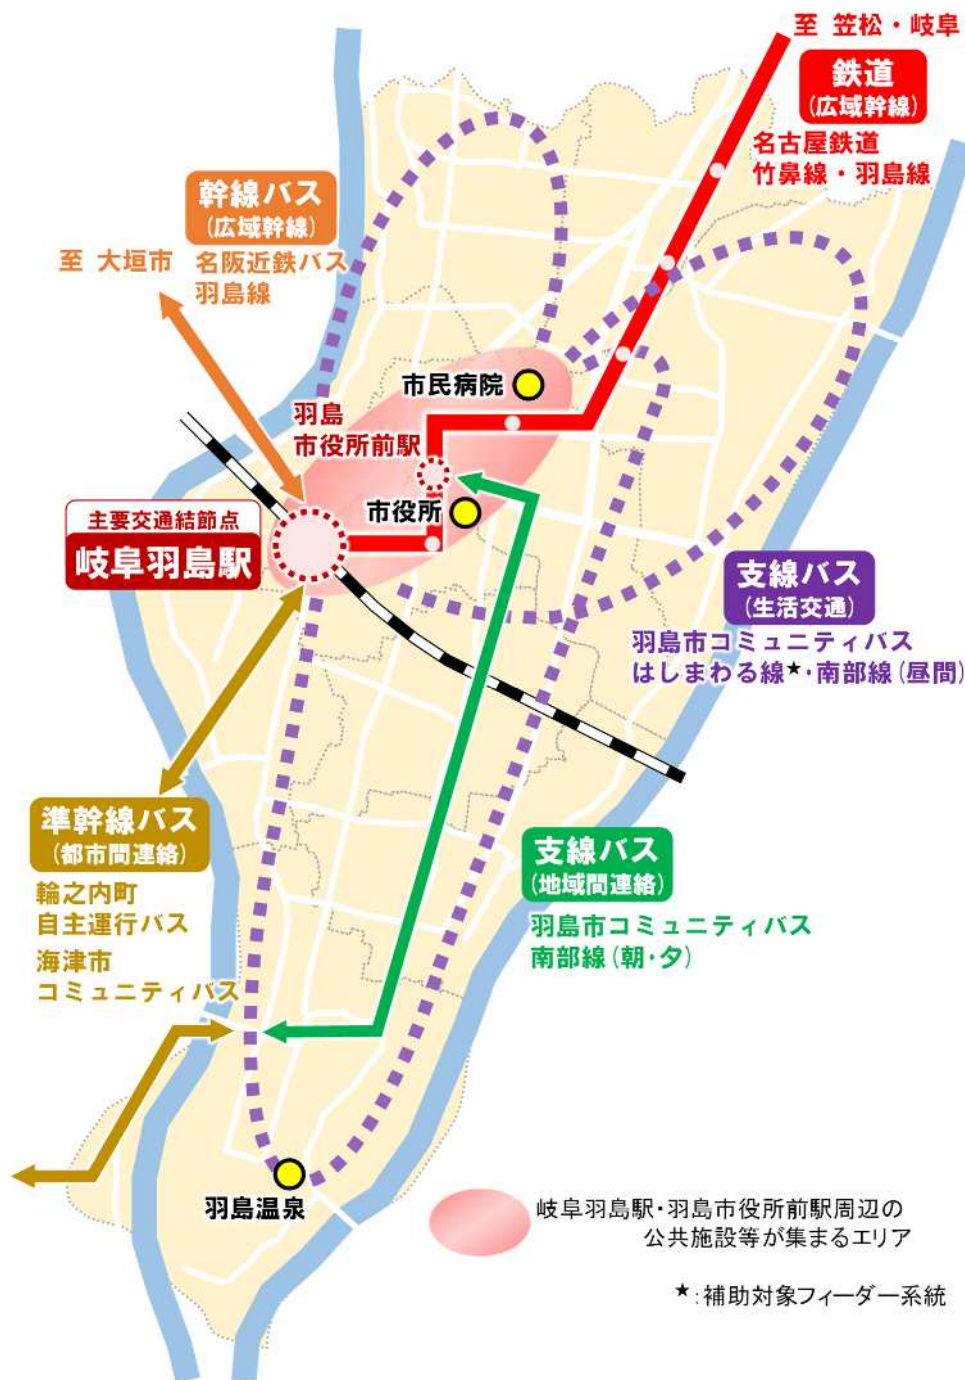 至 笠松・岐阜
鉄道
(広域幹線)
名古屋鉄道
竹鼻線・羽島線
幹線バス
(広域幹線)
至 大垣市
名阪近鉄バス
羽島線
市民病院
羽島
市役所前駅
市役所
主要交通結節点
岐阜羽島駅
支線バス
(生活交通)
羽島市コミュニティバス
はしまわる線★・南部線(昼間)
準幹線バス
(都市間連絡)
輪之内町
自主運行バス
海津市
コミュニティバス
支線バス
(地域間連絡)
羽島市コミュニティバス
南部線(朝・夕)
羽島温泉
岐阜羽島駅・羽島市役所前駅周辺の
公共施設等が集まるエリア
★:補助対象フィーダー系統